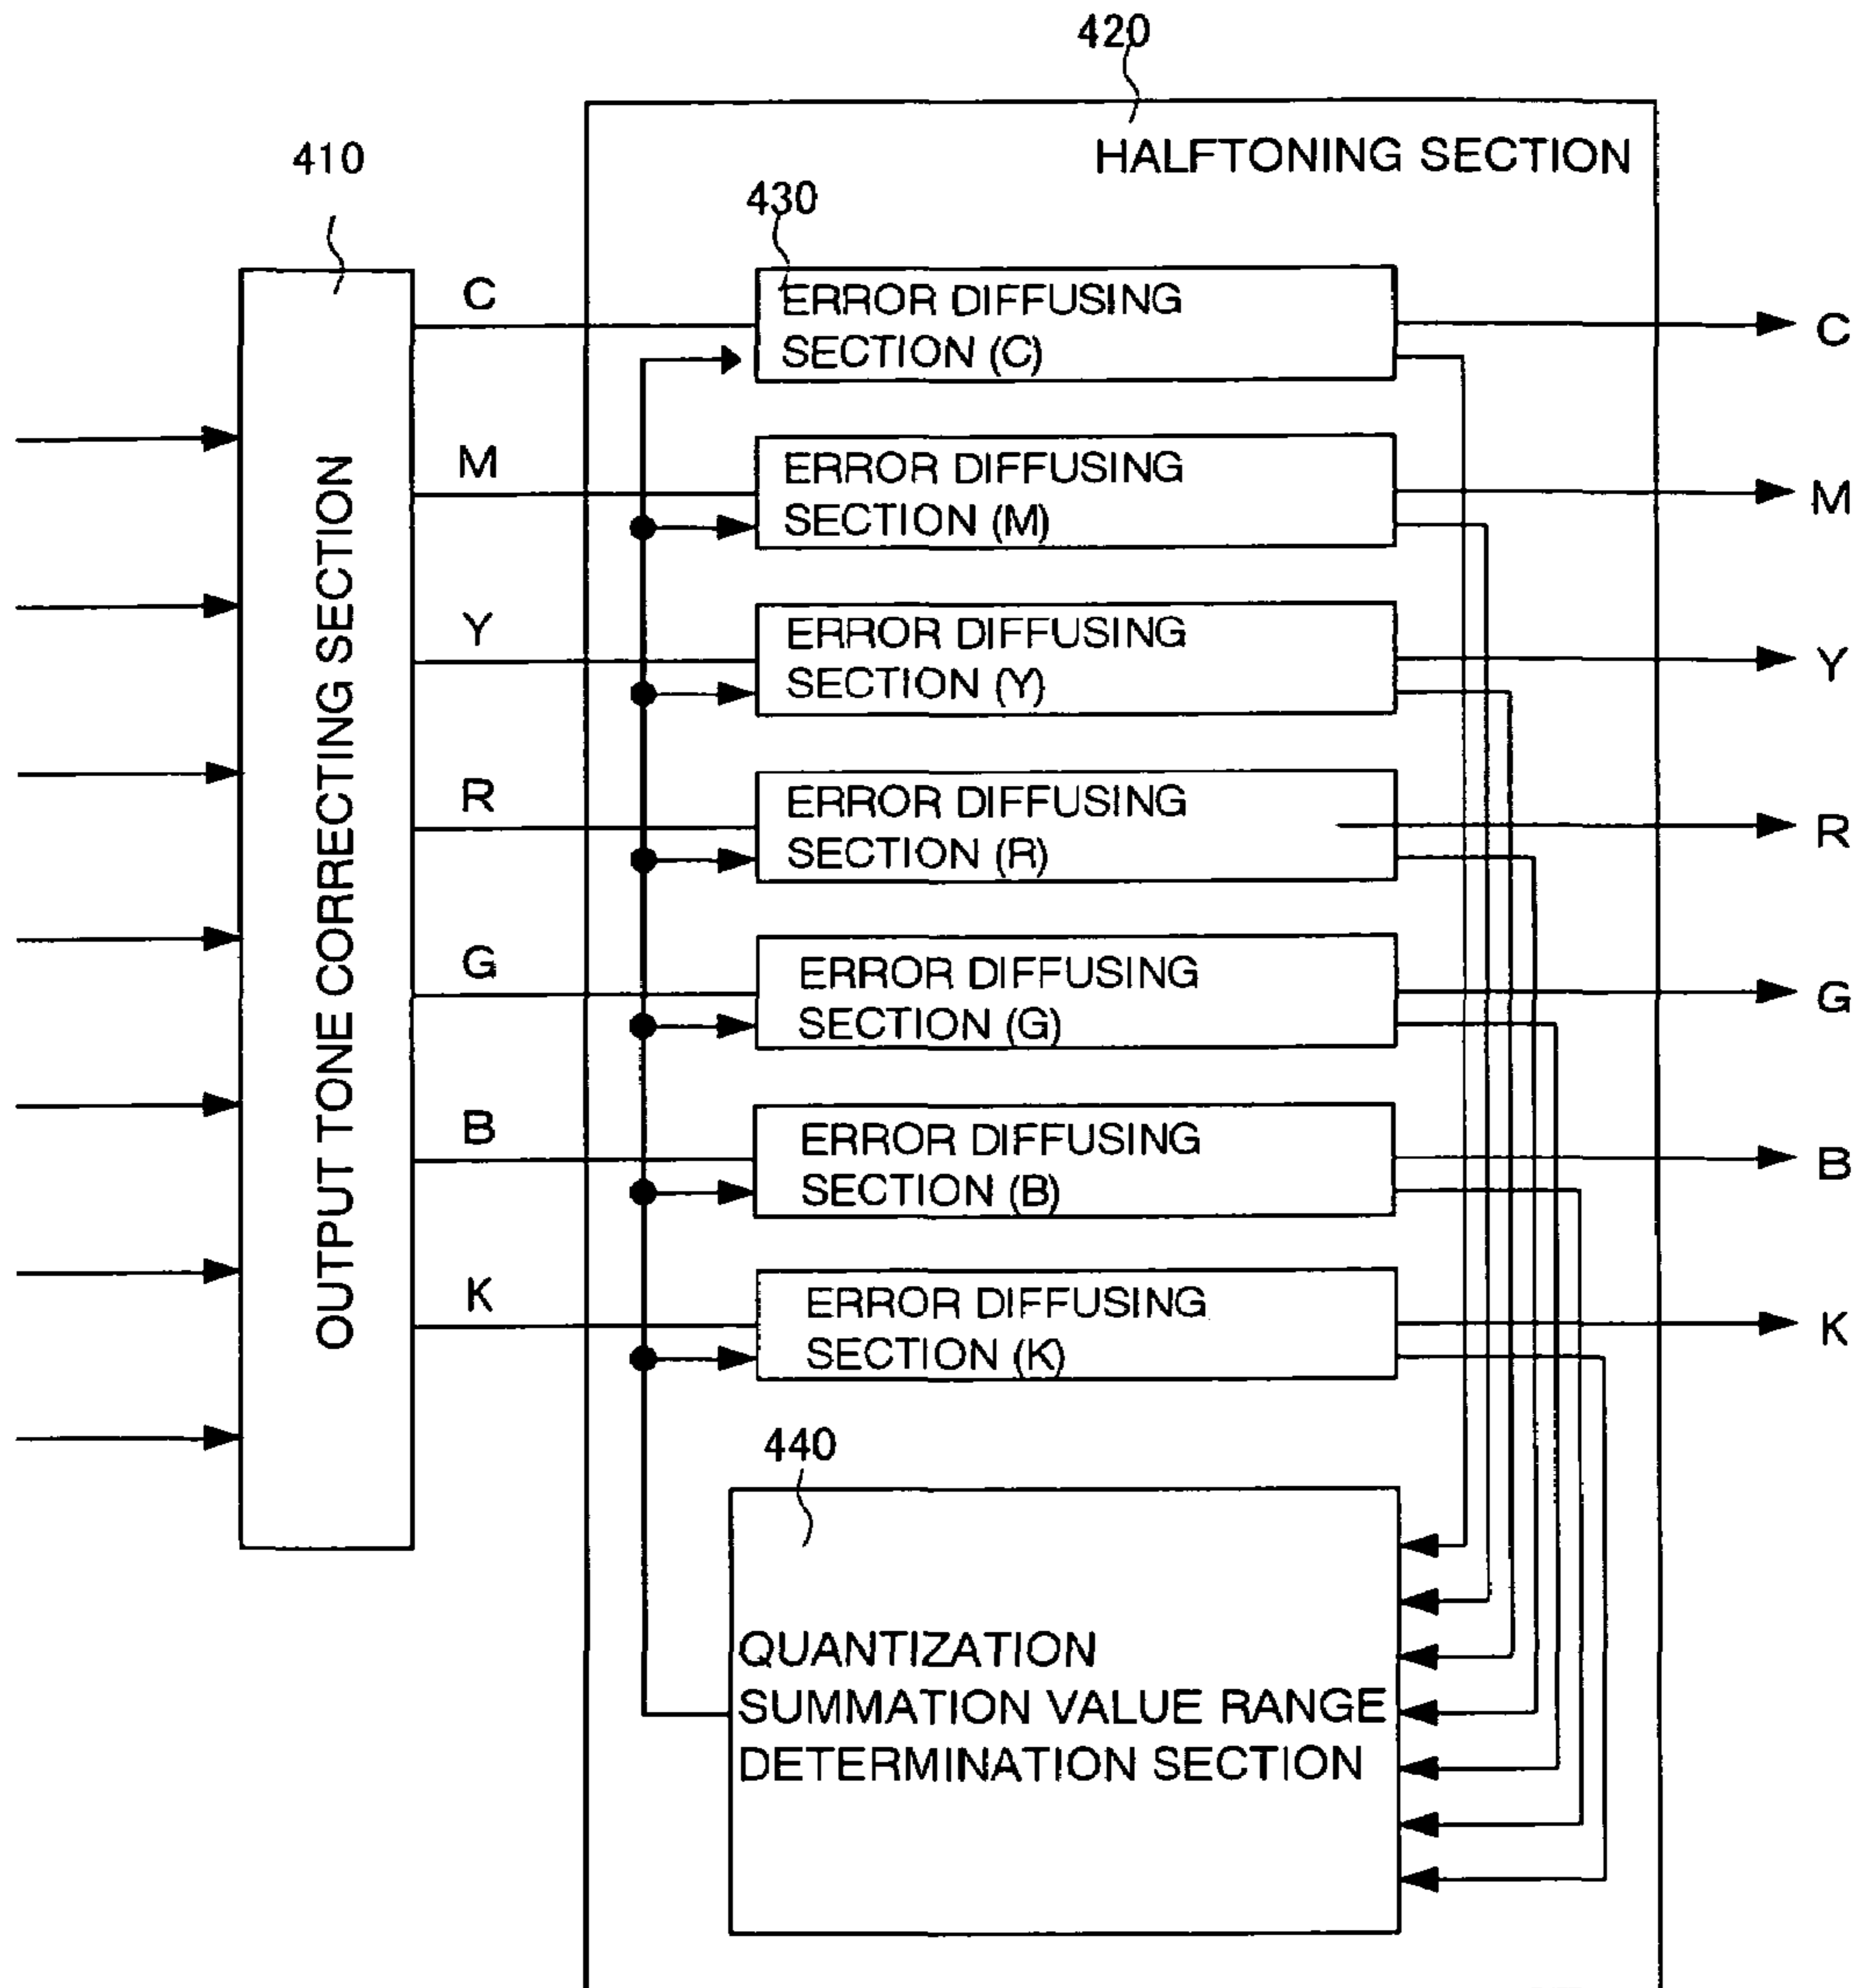 420
HALFTONING SECTION
410
430
C
ERROR DIFFUSING
SECTION (C)
C
M
ERROR DIFFUSING
SECTION (M)
M
Y
ERROR DIFFUSING
SECTION (Y)
Y
R
ERROR DIFFUSING
SECTION (R)
R
G
ERROR DIFFUSING
SECTION (G)
G
B
ERROR DIFFUSING
SECTION (B)
B
K
ERROR DIFFUSING
SECTION (K)
K
OUTPUT TONE CORRECTING SECTION
440
QUANTIZATION
SUMMATION VALUE RANGE
DETERMINATION SECTION